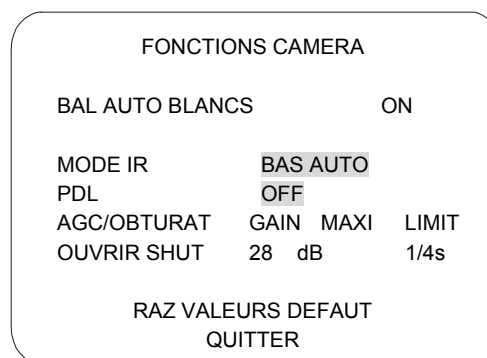 FONCTIONS CAMERA
BAL AUTO BLANCS ON
MODE IR BAS AUTO
PDL OFF
AGC/OBTURAT GAIN MAXI LIMIT
OUVRIR SHUT 28 dB 1/4s
RAZ VALEURS DEFAUT
QUITTER